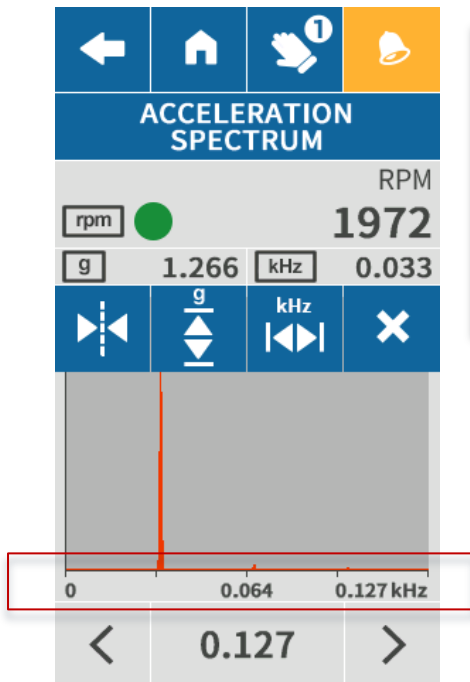 1
ACCELERATION
SPECTRUM
RPM
rpm 1972
g 1.266 kHz 0.033
g kHz
0 0.064 0.127 kHz
0.127